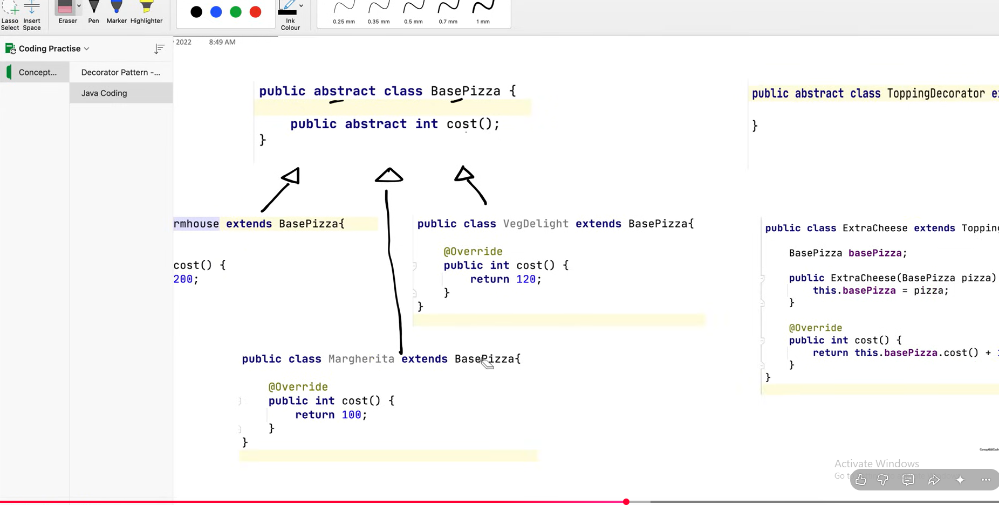 Lasso Select
Insert Space
Eraser
Pen
Marker
Highlighter
Ink Colour
0.25 mm
0.35 mm
0.5 mm
0.7 mm
1 mm
Coding Practise
Concept...
Decorator Pattern -...
Java Coding
2022 8:49 AM
public abstract class BasePizza {
public abstract int cost();
}
public abstract class ToppingDecorator
}
rmhouse extends BasePizza{
cost() {
200;
public class VegDelight extends BasePizza{
@Override
public int cost() {
return 120;
}
}
public class ExtraCheese extends Topping
BasePizza basePizza;
public ExtraCheese(BasePizza pizza)
this.basePizza = pizza;
}
@Override
public int cost() {
return this.basePizza.cost() +
}
}
public class Margherita extends BasePizza{
@Override
public int cost() {
return 100;
}
}
Activate Windows
Go